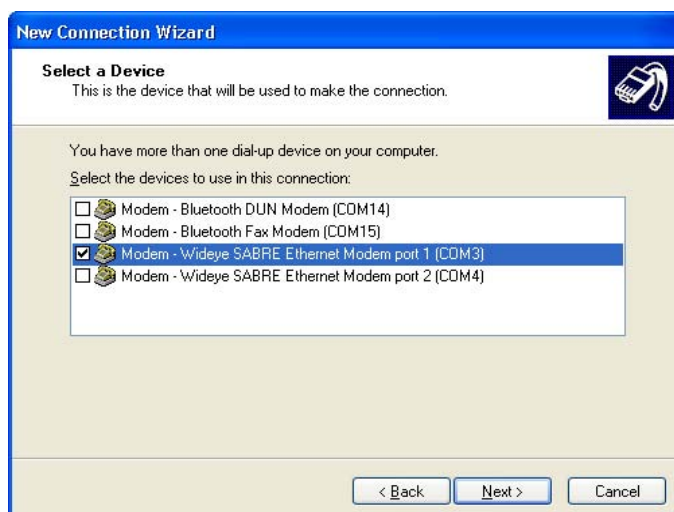 New Connection Wizard
Select a Device
This is the device that will be used to make the connection.
You have more than one dial-up device on your computer.
Select the devices to use in this connection:
Modem - Bluetooth DUN Modem (COM14)
Modem - Bluetooth Fax Modem (COM15)
Modem - Wideye SABRE Ethernet Modem port 1 (COM3)
Modem - Wideye SABRE Ethernet Modem port 2 (COM4)
< Back Next > Cancel